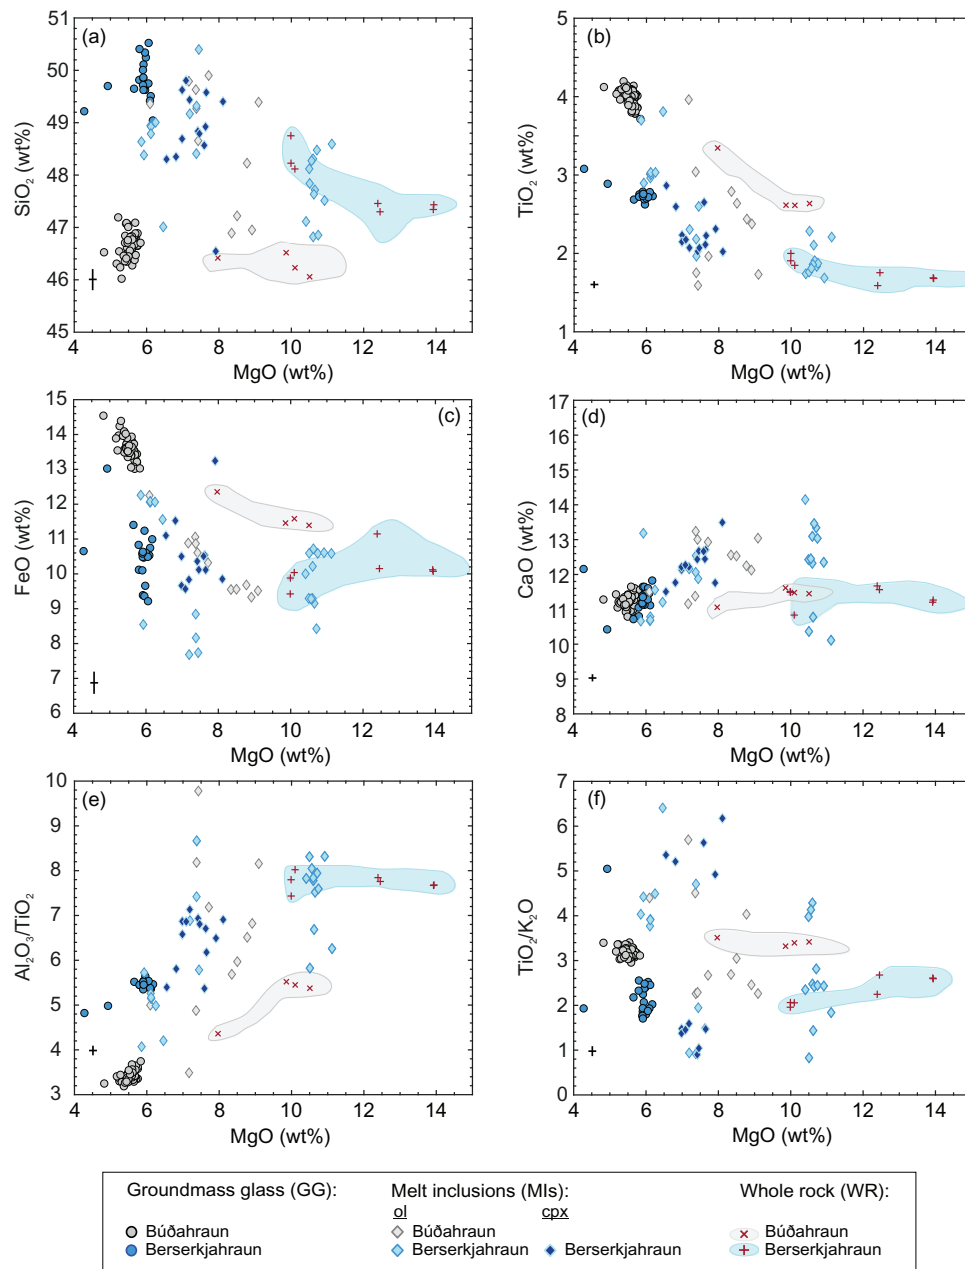 (a)
SiO2 (wt%)
51
50
49
48
47
46
45
4 6 8 10 12 14
MgO (wt%)
(b)
TiO2 (wt%)
5
4
3
2
1
4 6 8 10 12 14
MgO (wt%)
(c)
FeO (wt%)
15
14
13
12
11
10
9
8
7
6
4 6 8 10 12 14
MgO (wt%)
(d)
CaO (wt%)
17
16
15
14
13
12
11
10
9
8
4 6 8 10 12 14
MgO (wt%)
(e)
Al2O3/TiO2
10
9
8
7
6
5
4
3
4 6 8 10 12 14
MgO (wt%)
(f)
TiO2/K2O
7
6
5
4
3
2
1
0
4 6 8 10 12 14
MgO (wt%)
Groundmass glass (GG): Melt inclusions (MIs): Whole rock (WR):
ol cpx
Búðahraun Búðahraun Búðahraun
Berserkjahraun Berserkjahraun Berserkjahraun Berserkjahraun